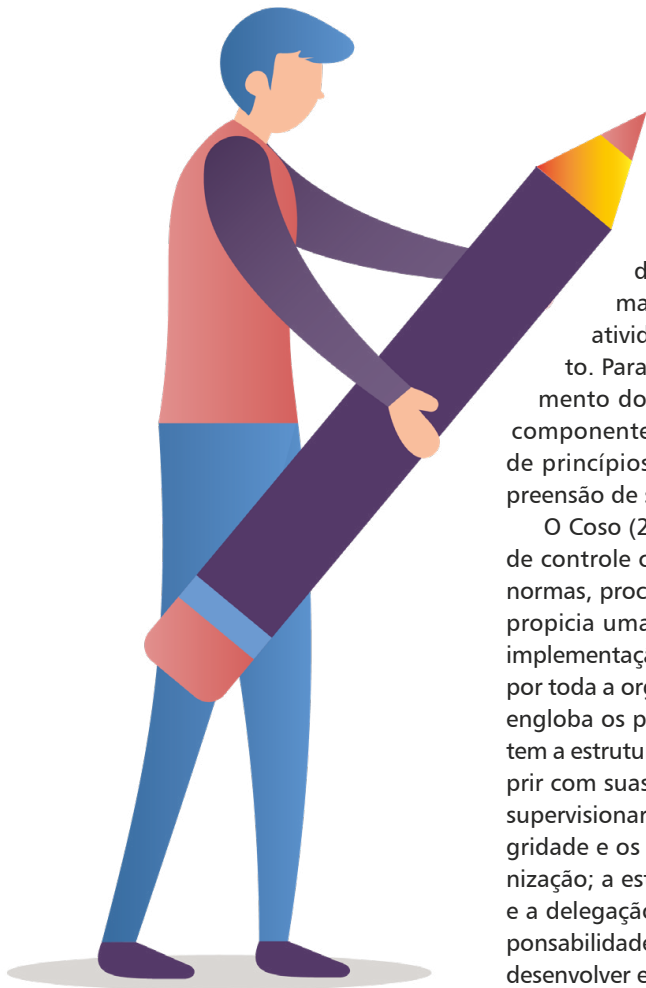 d
ma
ativid
to. Para
mento do
componente
de princípios
preensão de s
O Coso (2
de controle c
normas, proc
propicia uma
implementaçã
por toda a org
engloba os p
tem a estrutu
prir com suas
supervisionar
gridade e os
nização; a est
e a delegaçã
ponsabilidade
desenvolver e